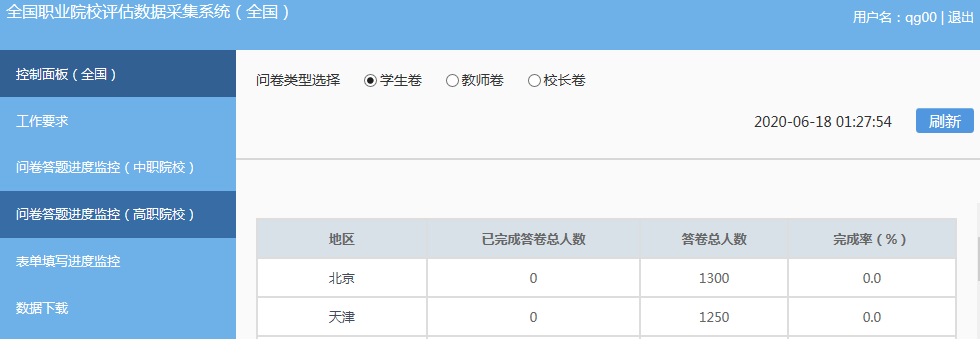 全国职业院校评估数据采集系统（全国）
用户名：qg00 | 退出
控制面板（全国）
工作要求
问卷答题进度监控（中职院校）
问卷答题进度监控（高职院校）
表单填写进度监控
数据下载
问卷类型选择 学生卷 教师卷 校长卷
2020-06-18 01:27:54 刷新
地区 已完成答卷总人数 答卷总人数 完成率（%）
北京 0 1300 0.0
天津 0 1250 0.0